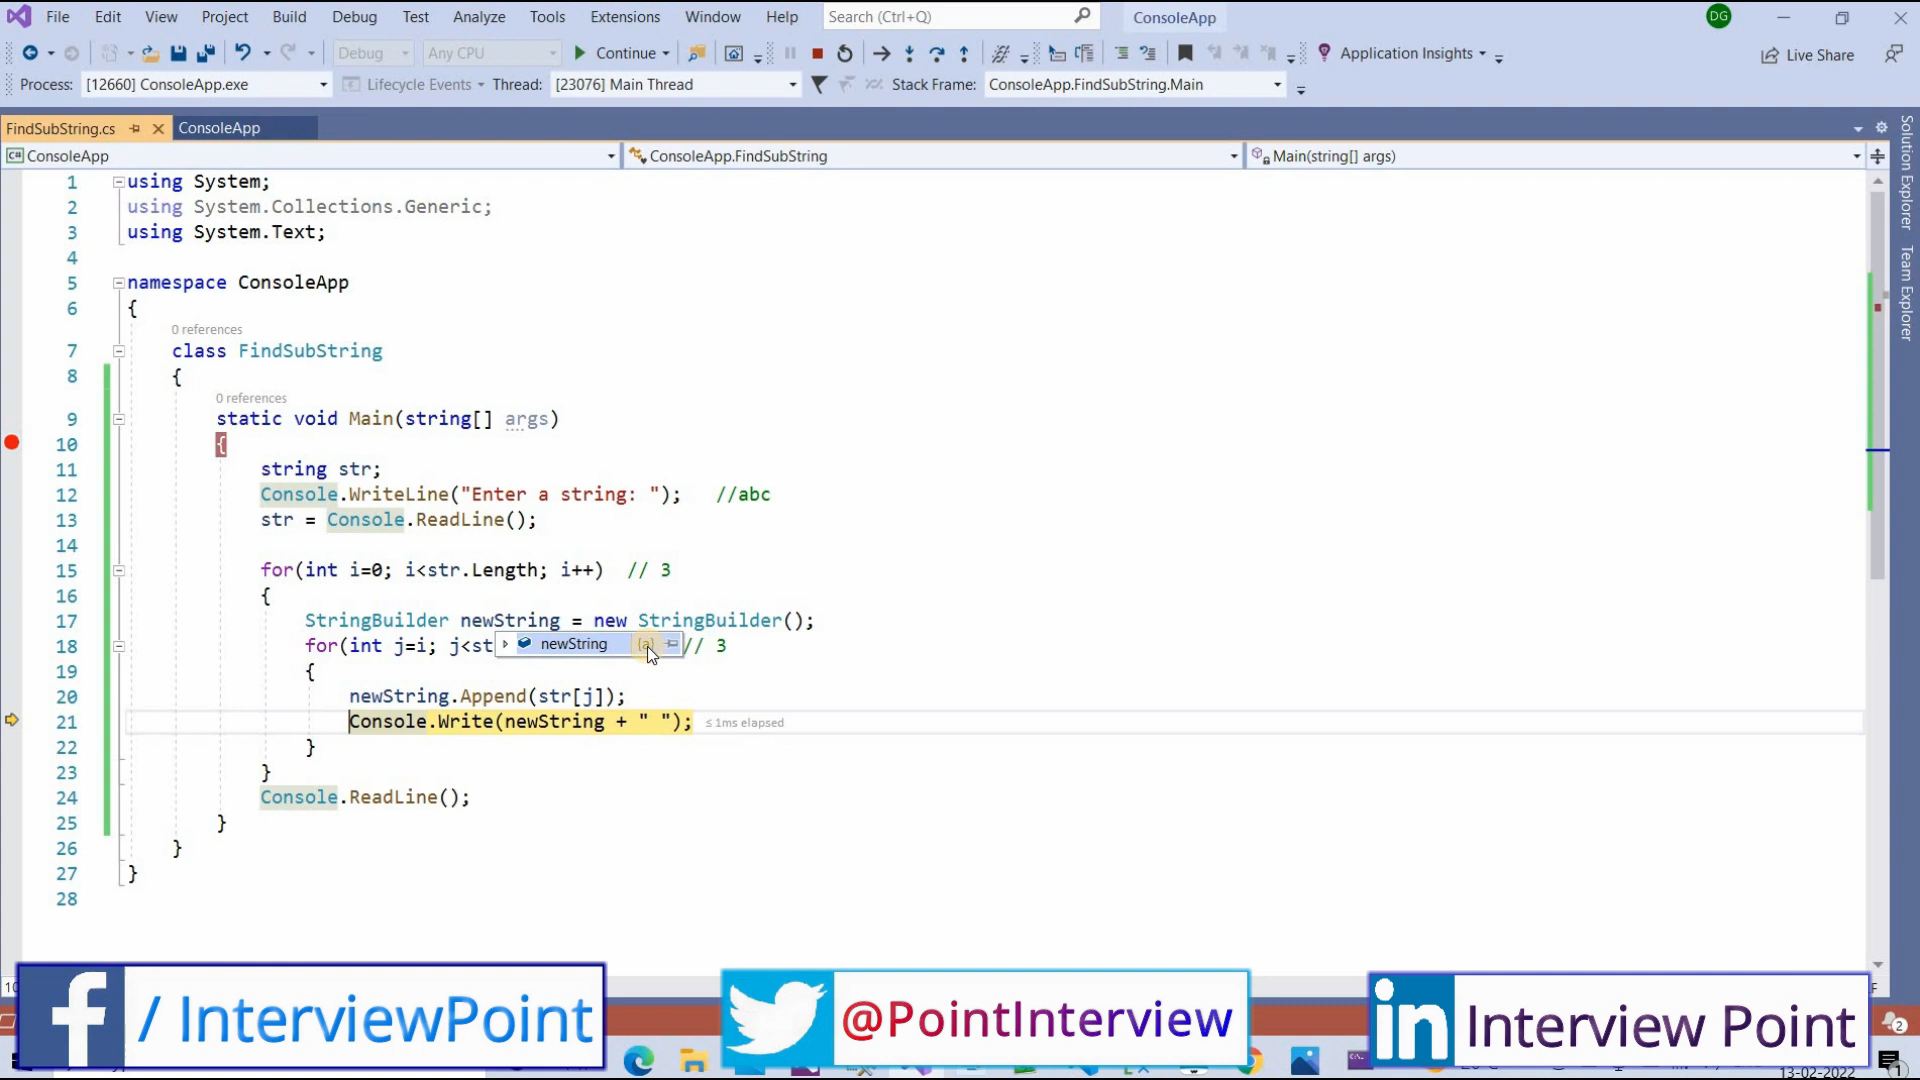 File Edit View Project Build Debug Test Analyze Tools Extensions Window Help Search (Ctrl+Q) ConsoleApp DG
Debug Any CPU Continue Application Insights Live Share
Process: [12660] ConsoleApp.exe Lifecycle Events Thread: [23076] Main Thread Stack Frame: ConsoleApp.FindSubString.Main
FindSubString.cs ConsoleApp
C# ConsoleApp ConsoleApp.FindSubString Main(string[] args)
Solution Explorer
Team Explorer
1 using System;
2 using System.Collections.Generic;
3 using System.Text;
4
5 namespace ConsoleApp
6 {
0 references
7 class FindSubString
8 {
0 references
9 static void Main(string[] args)
10 {
11 string str;
12 Console.WriteLine("Enter a string: "); //abc
13 str = Console.ReadLine();
14
15 for(int i=0; i<str.Length; i++) // 3
16 {
17 StringBuilder newString = new StringBuilder();
18 for(int j=i; j<st newString {a} // 3
19 {
20 newString.Append(str[j]);
21 Console.Write(newString + " "); ≤ 1ms elapsed
22 }
23 }
24 Console.ReadLine();
25 }
26 }
27 }
28
f / InterviewPoint
@PointInterview
in Interview Point
2
13-02-2022
1